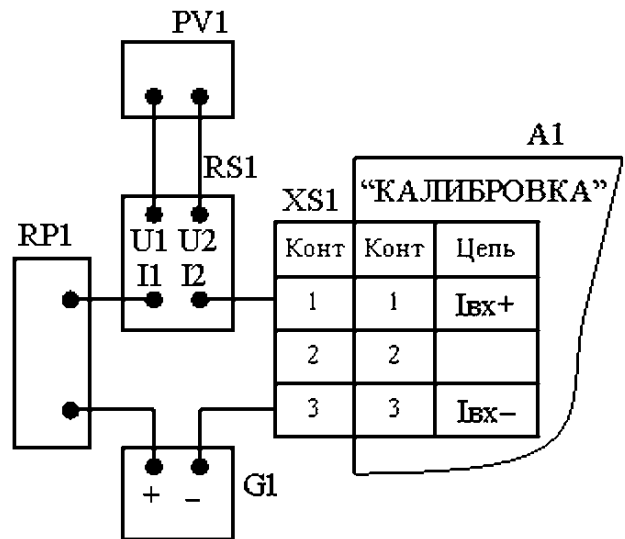 PV1
A1
RS1
“КАЛИБРОВКА”
XS1
RP1
U1 U2
I1 I2
Конт Конт Цепь
1 1 Iвх+
2 2
3 3 Iвх–
+ –
G1